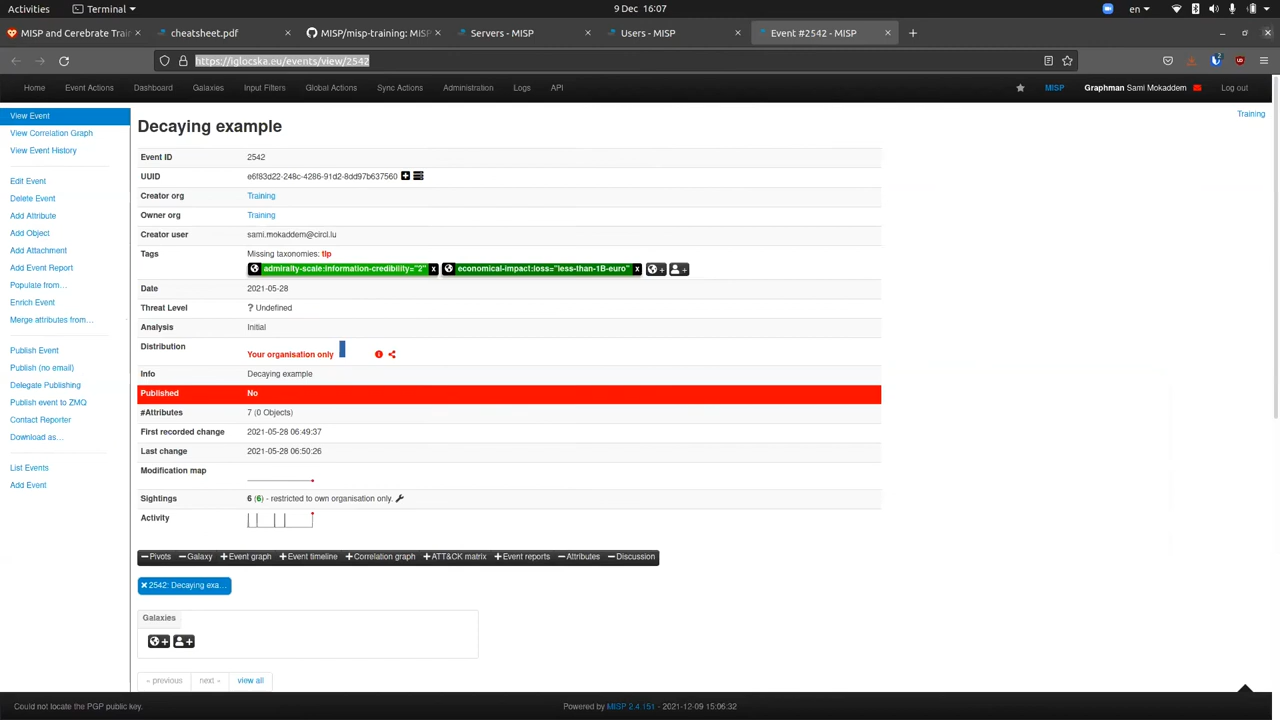 Activities
Terminal
9 Dec 16:07
en
MISP and Cerebrate Trai
cheatsheet.pdf
MISP/misp-training: MISP
Servers - MISP
Users - MISP
Event #2542 - MISP
https://iglocska.eu/events/view/2542
Home Event Actions Dashboard Galaxies Input Filters Global Actions Sync Actions Administration Logs API
MISP Graphman Sami Mokaddem Log out
View Event
View Correlation Graph
View Event History
Edit Event
Delete Event
Add Attribute
Add Object
Add Attachment
Add Event Report
Populate from…
Enrich Event
Merge attributes from…
Publish Event
Publish (no email)
Delegate Publishing
Publish event to ZMQ
Contact Reporter
Download as…
List Events
Add Event
Training
Decaying example
Event ID 2542
UUID e6f83d22-248c-4286-91d2-8dd97b637560
Creator org Training
Owner org Training
Creator user sami.mokaddem@circl.lu
Tags Missing taxonomies: tlp
admiralty-scale:information-credibility="2" x economical-impact:loss="less-than-1B-euro" x
Date 2021-05-28
Threat Level ? Undefined
Analysis Initial
Distribution Your organisation only
Info Decaying example
Published No
#Attributes 7 (0 Objects)
First recorded change 2021-05-28 06:49:37
Last change 2021-05-28 06:50:26
Modification map
Sightings 6 (6) - restricted to own organisation only.
Activity
Pivots Galaxy Event graph Event timeline Correlation graph ATT&CK matrix Event reports Attributes Discussion
2542: Decaying exa…
Galaxies
« previous next » view all
Could not locate the PGP public key.
Powered by MISP 2.4.151 - 2021-12-09 15:06:32